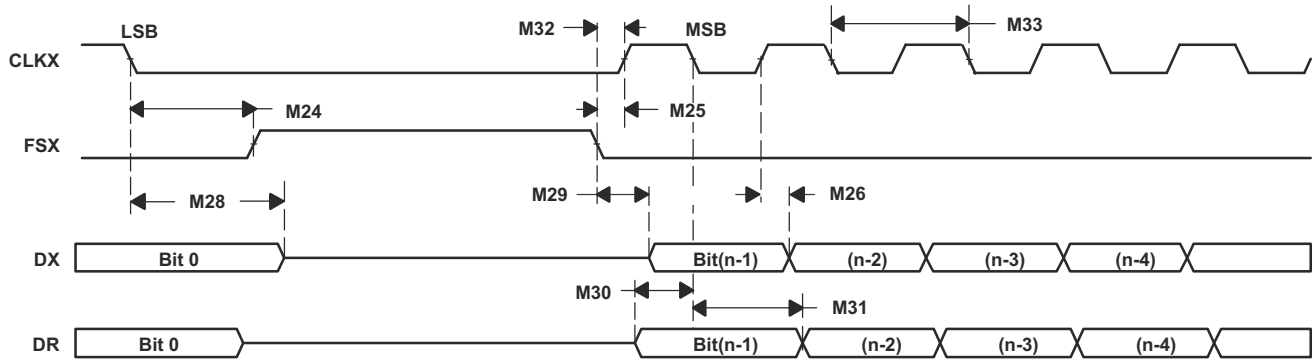 LSB M32 MSB M33
CLKX
M24 M25
FSX
M28 M29 M26
DX Bit 0 Bit(n-1) (n-2) (n-3) (n-4)
M30 M31
DR Bit 0 Bit(n-1) (n-2) (n-3) (n-4)